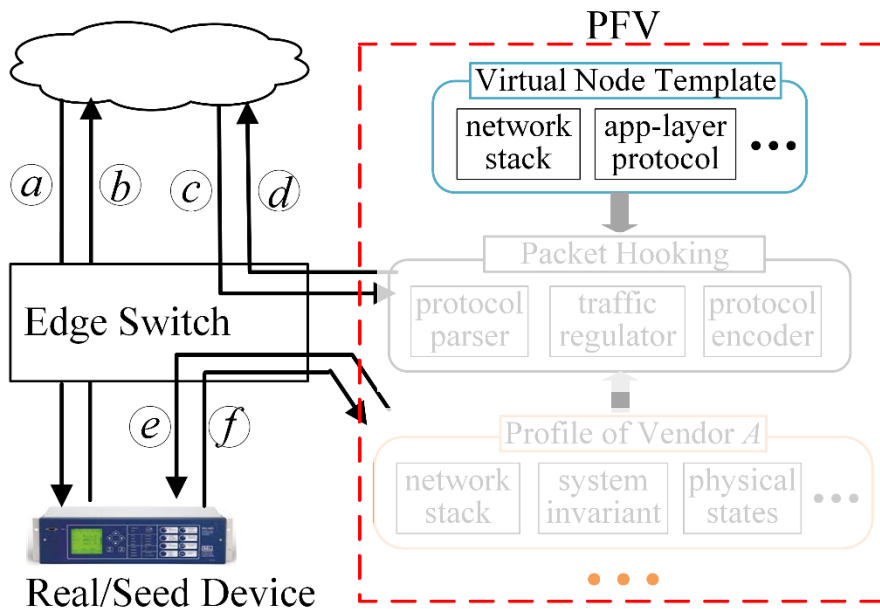 PFV
Virtual Node Template
network
stack
app-layer
protocol
a
b
c
d
Packet Hooking
protocol
parser
traffic
regulator
protocol
encoder
Edge Switch
e
f
Profile of Vendor A
network
stack
system
invariant
physical
states
Real/Seed Device